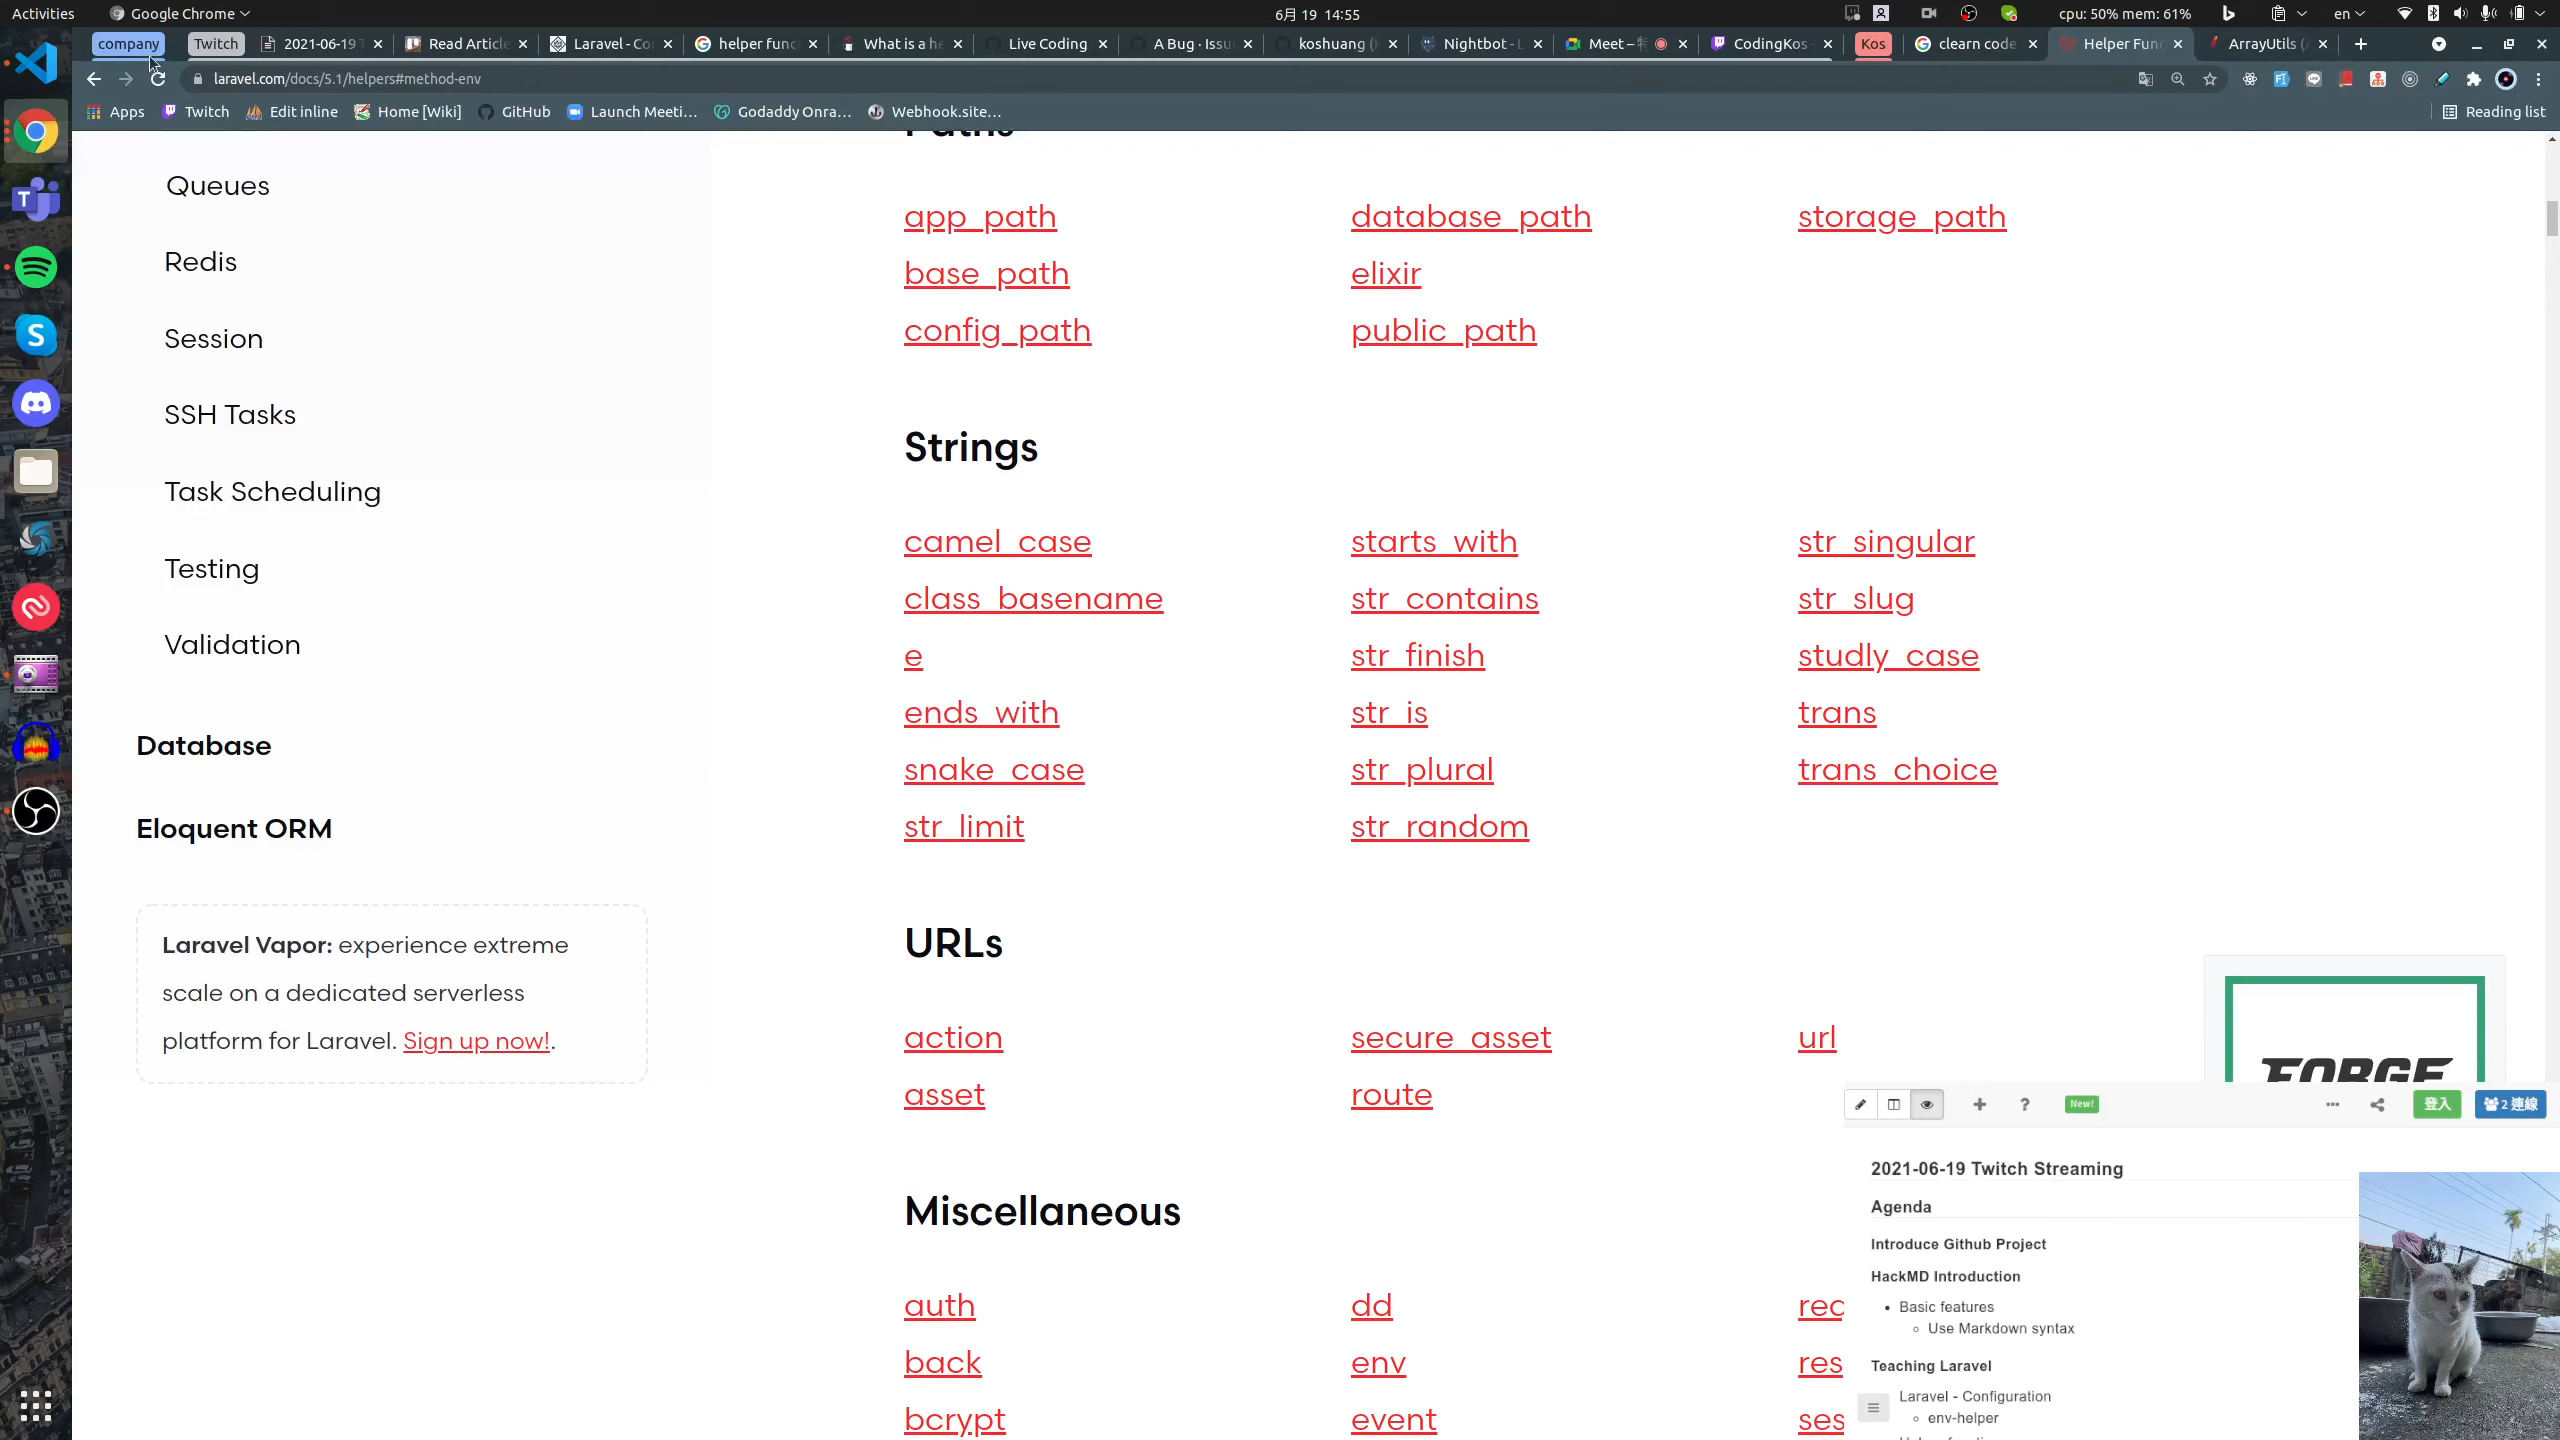 Activities
Google Chrome
6月 19 14:55
cpu: 50% mem: 61%
en
company
Twitch
2021-06-19 T
Read Article
Laravel - Co
helper func
What is a he
Live Coding
A Bug · Issu
koshuang (
Nightbot - L
Meet –
CodingKos
Kos
clearn code
Helper Func
ArrayUtils (
laravel.com/docs/5.1/helpers#method-env
Apps
Twitch
Edit inline
Home [Wiki]
GitHub
Launch Meeti...
Godaddy Onra...
Webhook.site...
Reading list
Queues
Redis
Session
SSH Tasks
Task Scheduling
Testing
Validation
Database
Eloquent ORM
Laravel Vapor: experience extreme
scale on a dedicated serverless
platform for Laravel. Sign up now!.
Paths
app_path
database_path
storage_path
base_path
elixir
config_path
public_path
Strings
camel_case
starts_with
str_singular
class_basename
str_contains
str_slug
e
str_finish
studly_case
ends_with
str_is
trans
snake_case
str_plural
trans_choice
str_limit
str_random
URLs
action
secure_asset
url
asset
route
Miscellaneous
auth
dd
back
env
res
bcrypt
event
ses
FORGE
New!
登入
2 連線
2021-06-19 Twitch Streaming
Agenda
Introduce Github Project
HackMD Introduction
• Basic features
◦ Use Markdown syntax
Teaching Laravel
Laravel - Configuration
◦ env-helper